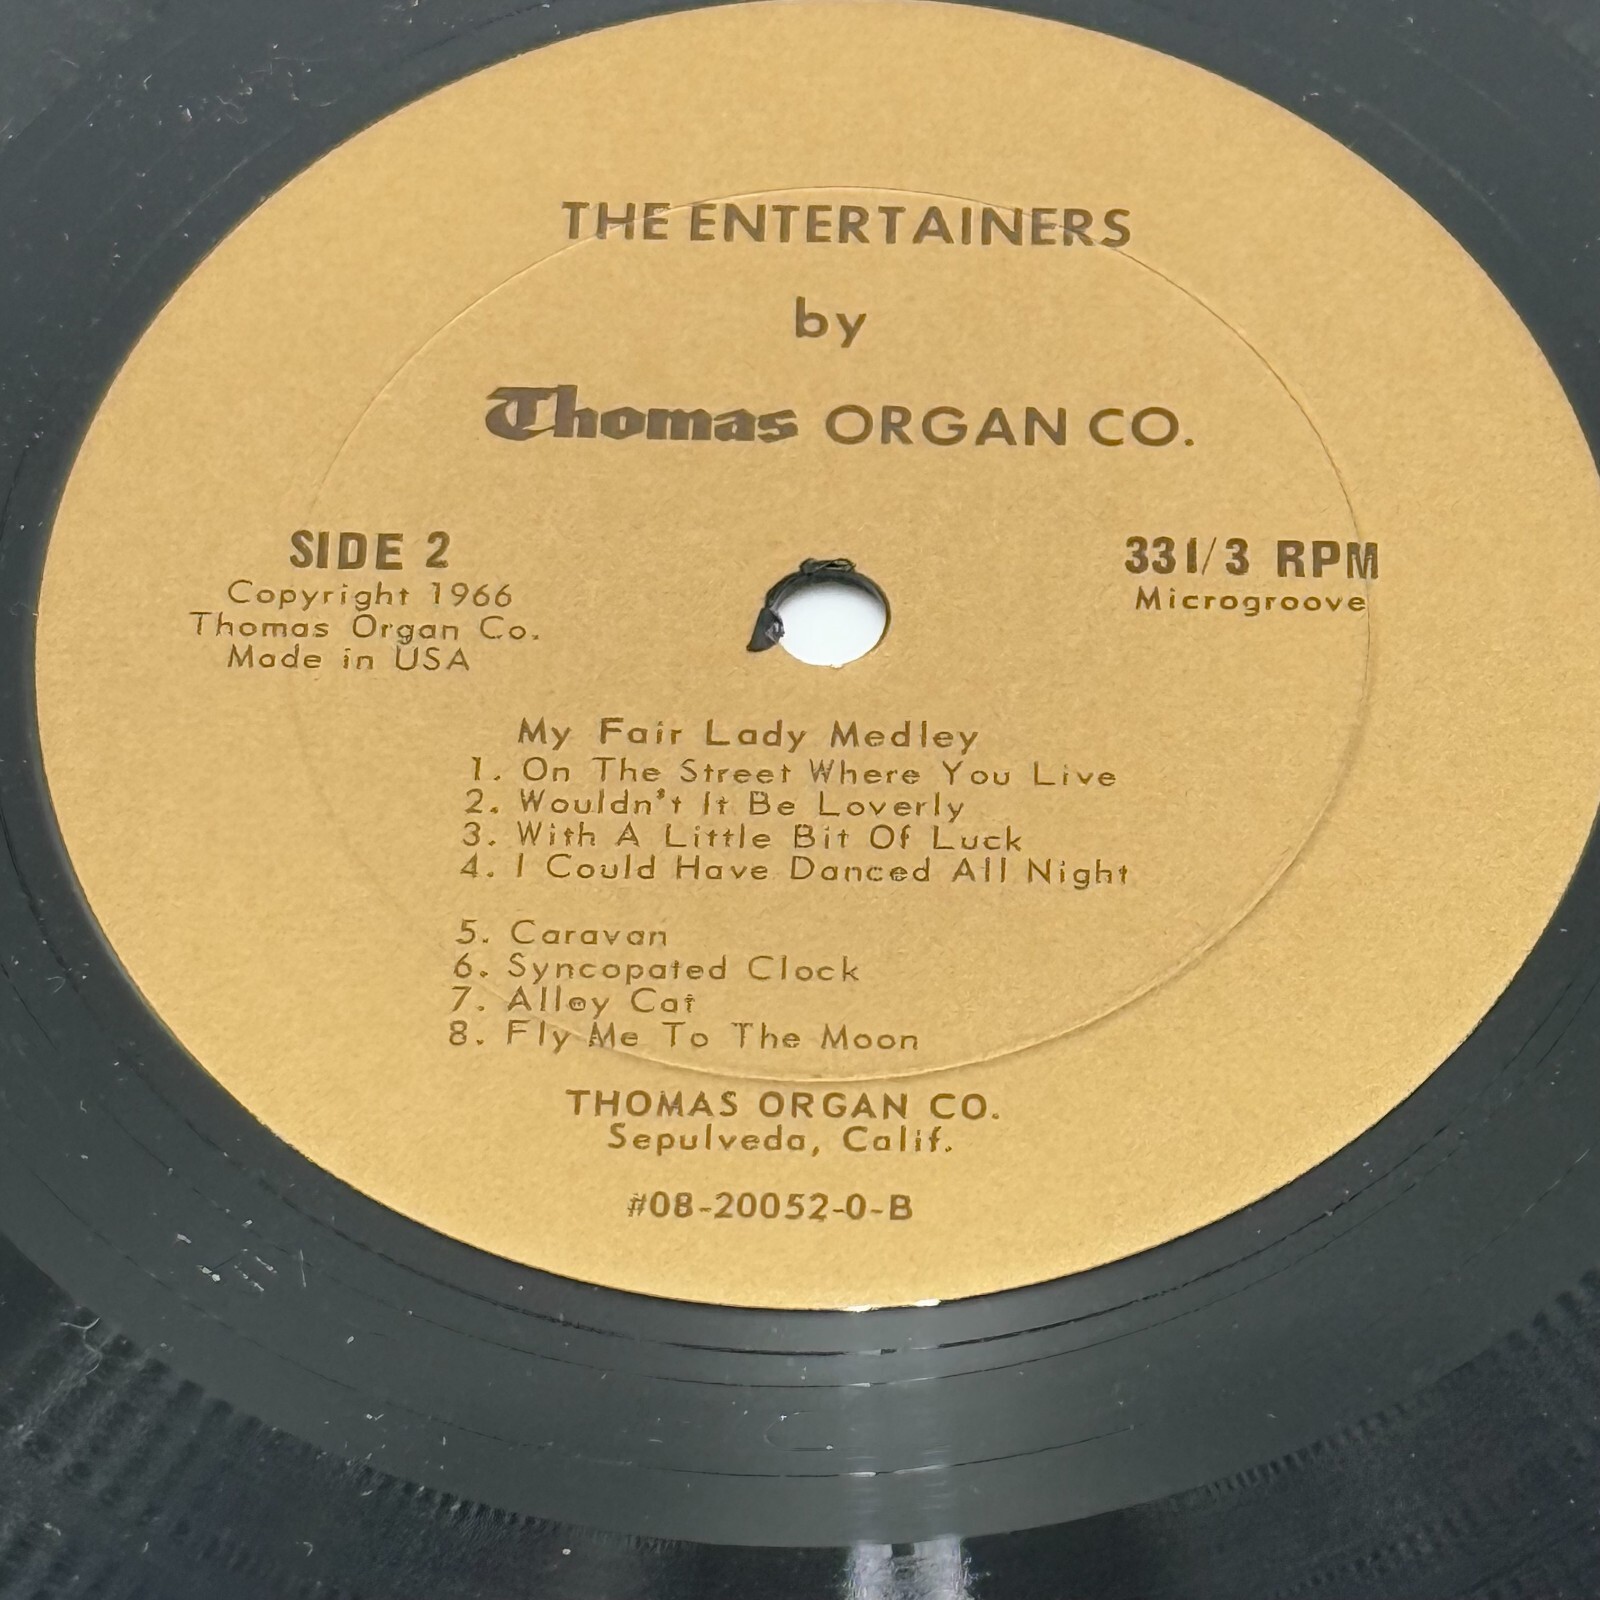 THE ENTERTAINERS
by
Thomas ORGAN CO.
SIDE 2
Copyright 1966
Thomas Organ Co.
Made in USA
33 1/3 RPM
Microgroove
My Fair Lady Medley
1. On The Street Where You Live
2. Wouldn't It Be Loverly
3. With A Little Bit Of Luck
4. I Could Have Danced All Night
5. Caravan
6. Syncopated Clock
7. Alley Cat
8. Fly Me To The Moon
THOMAS ORGAN CO.
Sepulveda, Calif.
#08-20052-0-B